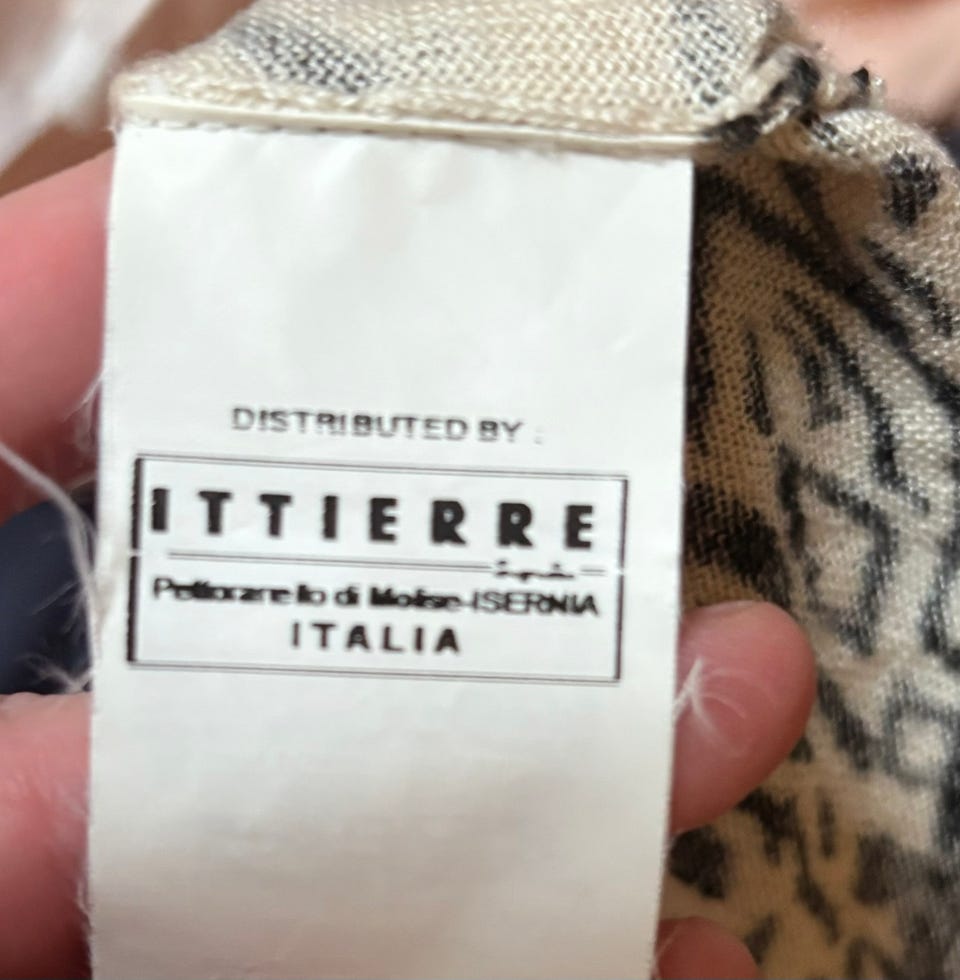 DISTRIBUTED BY :
ITTIERRE
S.p.A.
Pettoranello di Molise-ISERNIA
ITALIA